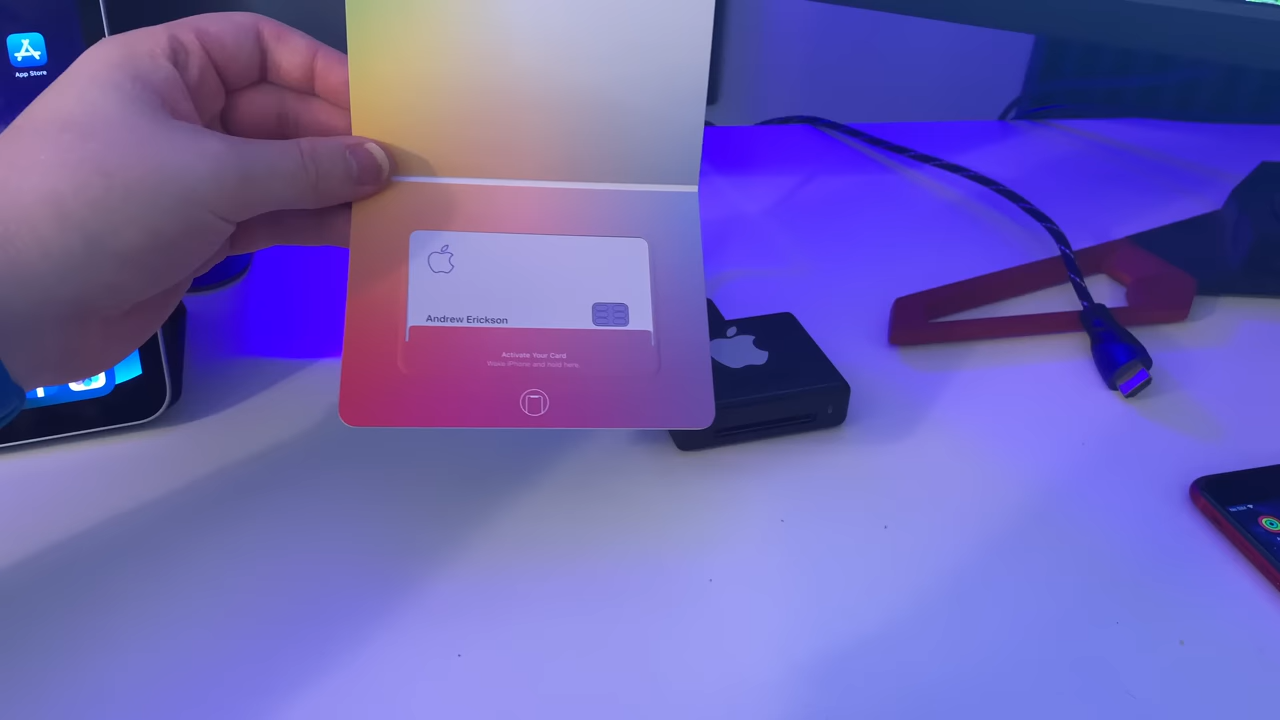 App Store
Andrew Erickson
Activate Your Card
Wake iPhone and hold here.